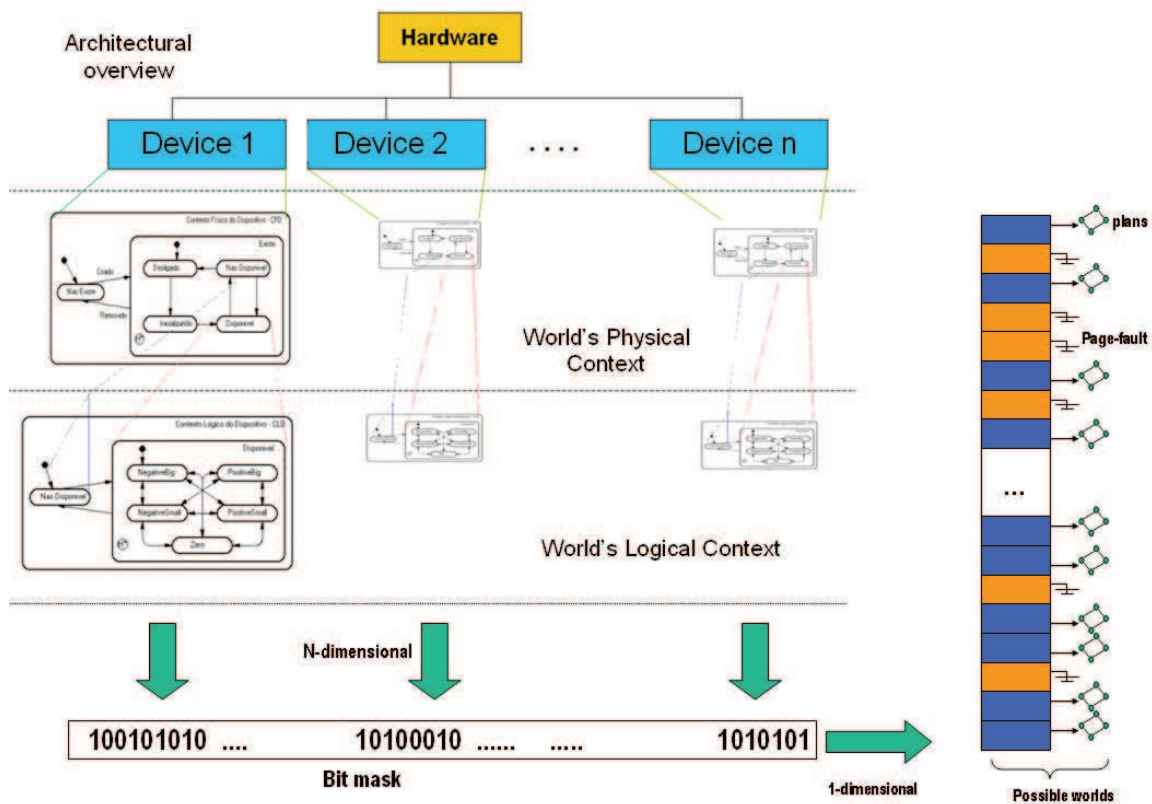 Architectural
overview
Hardware
Device 1
Device 2
....
Device n
Contexto Físico do Dispositivo - CFD
Existe
Desligado
Nao Disponivel
Criado
Nao Existe
Removido
Inicializando
Disponivel
World's Physical
Context
Contexto Lógico do Dispositivo - CLD
Disponivel
NegativeBig
PositiveBig
Nao Disponivel
NegativeSmall
PositiveSmall
Zero
World's Logical Context
N-dimensional
100101010 ....
10100010 ......
.....
1010101
Bit mask
1-dimensional
plans
Page-fault
...
Possible worlds